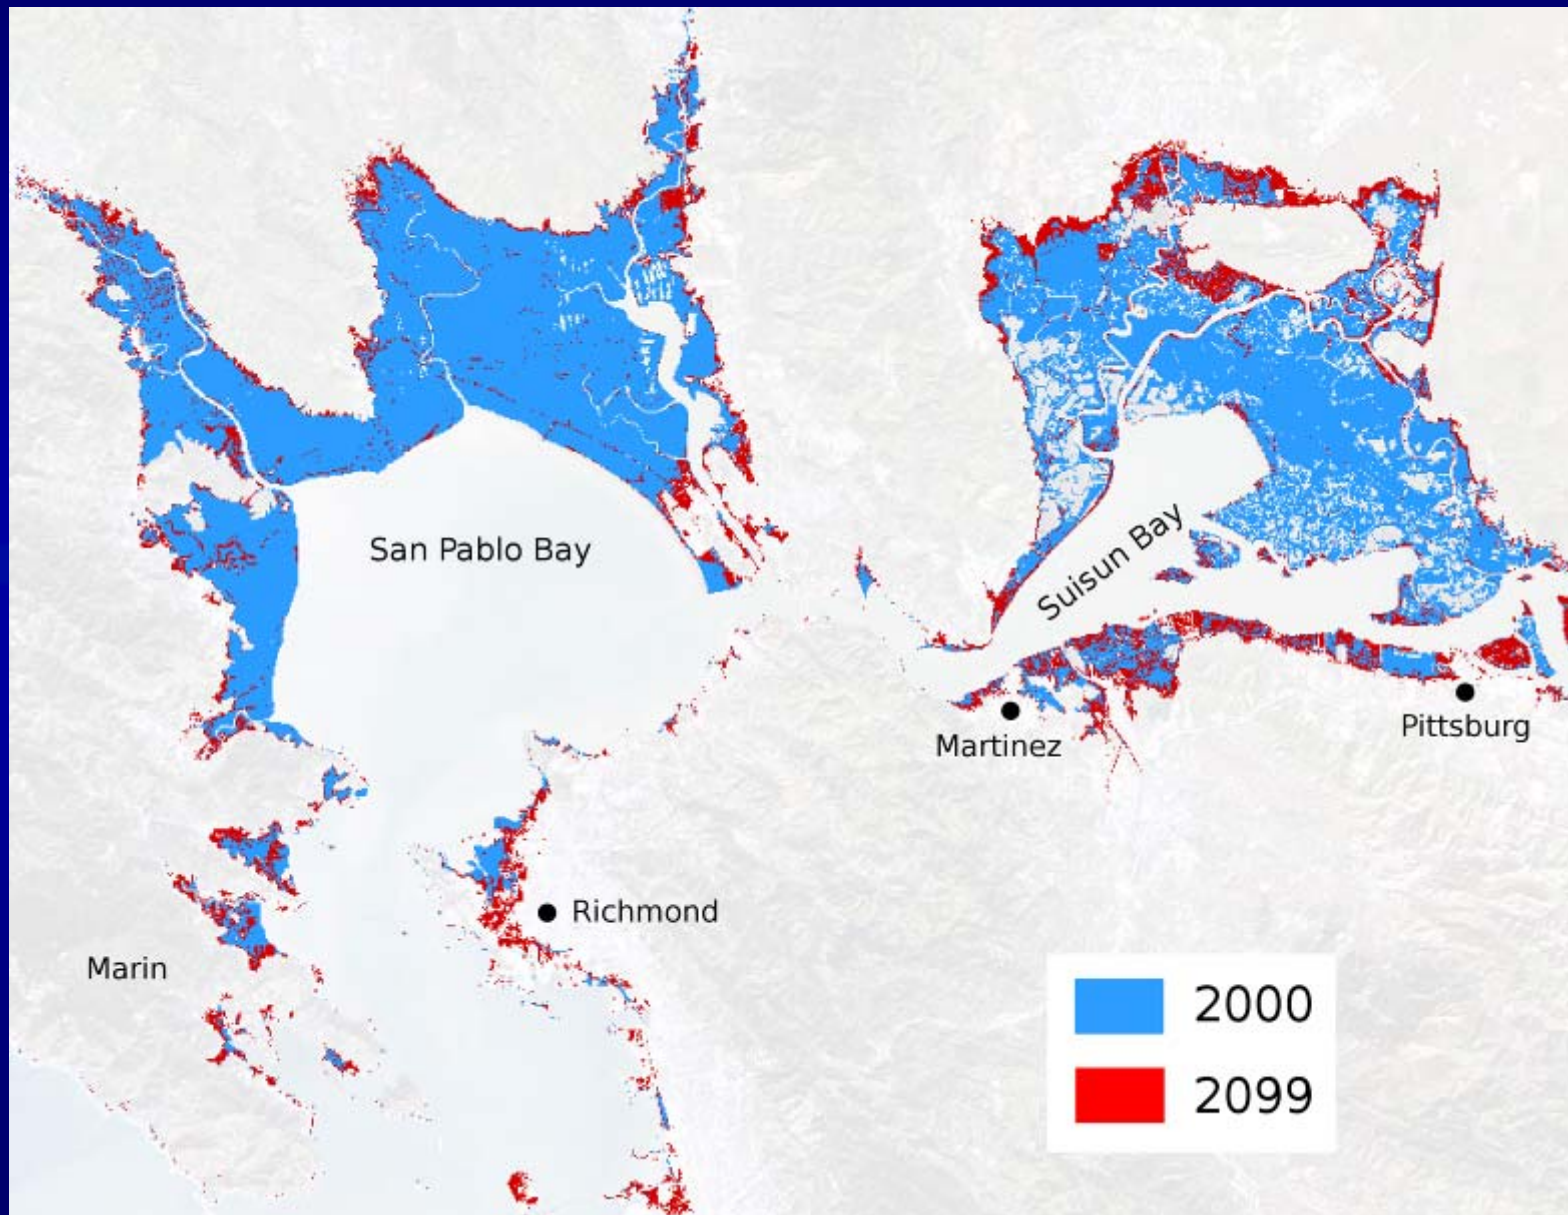 San Pablo Bay
Suisun Bay
Martinez
Pittsburg
Richmond
Marin
2000
2099